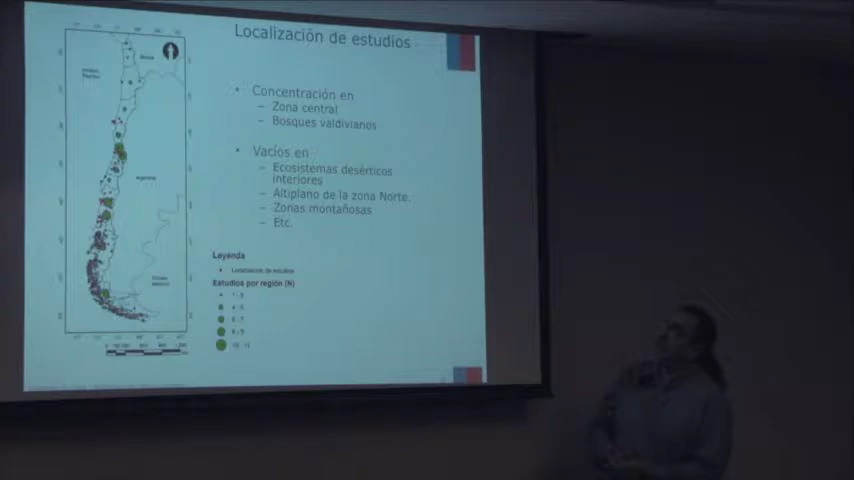 Localización de estudios
• Concentración en
– Zona central
– Bosques valdivianos
• Vacíos en
– Ecosistemas desérticos
interiores
– Altiplano de la zona Norte.
– Zonas montañosas
– Etc.
Argentina
Leyenda
Localización de estudios
Estudios por región (N)